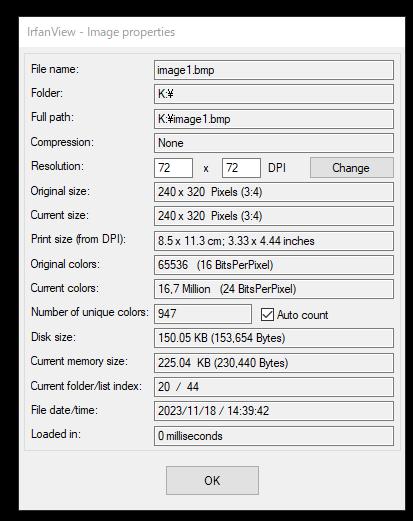 IrfanView - Image properties
File name: image1.bmp
Folder: K:¥
Full path: K:¥image1.bmp
Compression: None
Resolution: 72 x 72 DPI Change
Original size: 240 x 320 Pixels (3:4)
Current size: 240 x 320 Pixels (3:4)
Print size (from DPI): 8.5 x 11.3 cm; 3.33 x 4.44 inches
Original colors: 65536 (16 BitsPerPixel)
Current colors: 16,7 Million (24 BitsPerPixel)
Number of unique colors: 947 Auto count
Disk size: 150.05 KB (153,654 Bytes)
Current memory size: 225.04 KB (230,440 Bytes)
Current folder/list index: 20 / 44
File date/time: 2023/11/18 / 14:39:42
Loaded in: 0 milliseconds
OK